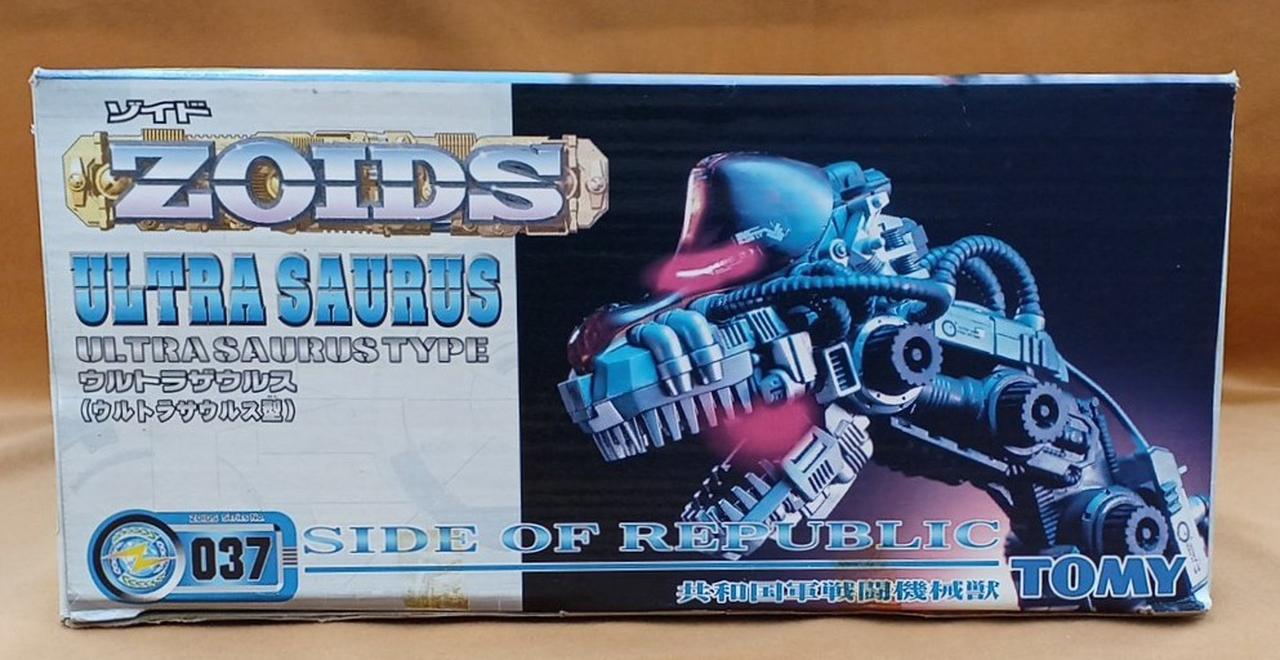 ゾイド
ZOIDS
ULTRA SAURUS
ULTRA SAURUS TYPE
ウルトラザウルス
(ウルトラサウルス型)
ZOIDS Series No.
037
SIDE OF REPUBLIC
共和国軍戦闘機械獣
TOMY